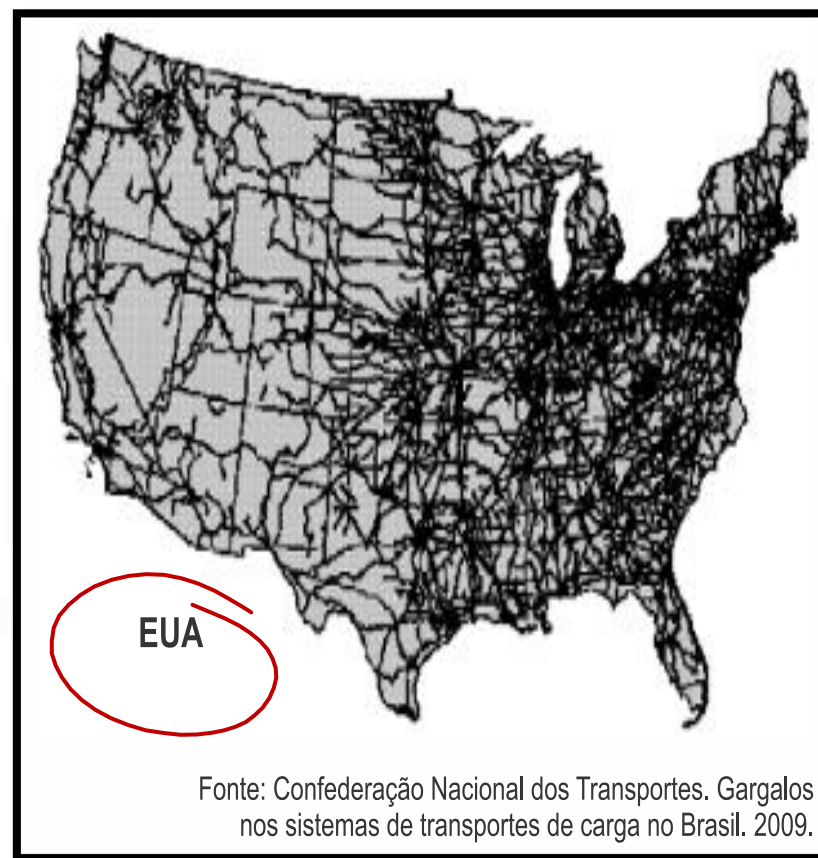 EUA
Fonte: Confederação Nacional dos Transportes. Gargalos
nos sistemas de transportes de carga no Brasil. 2009.